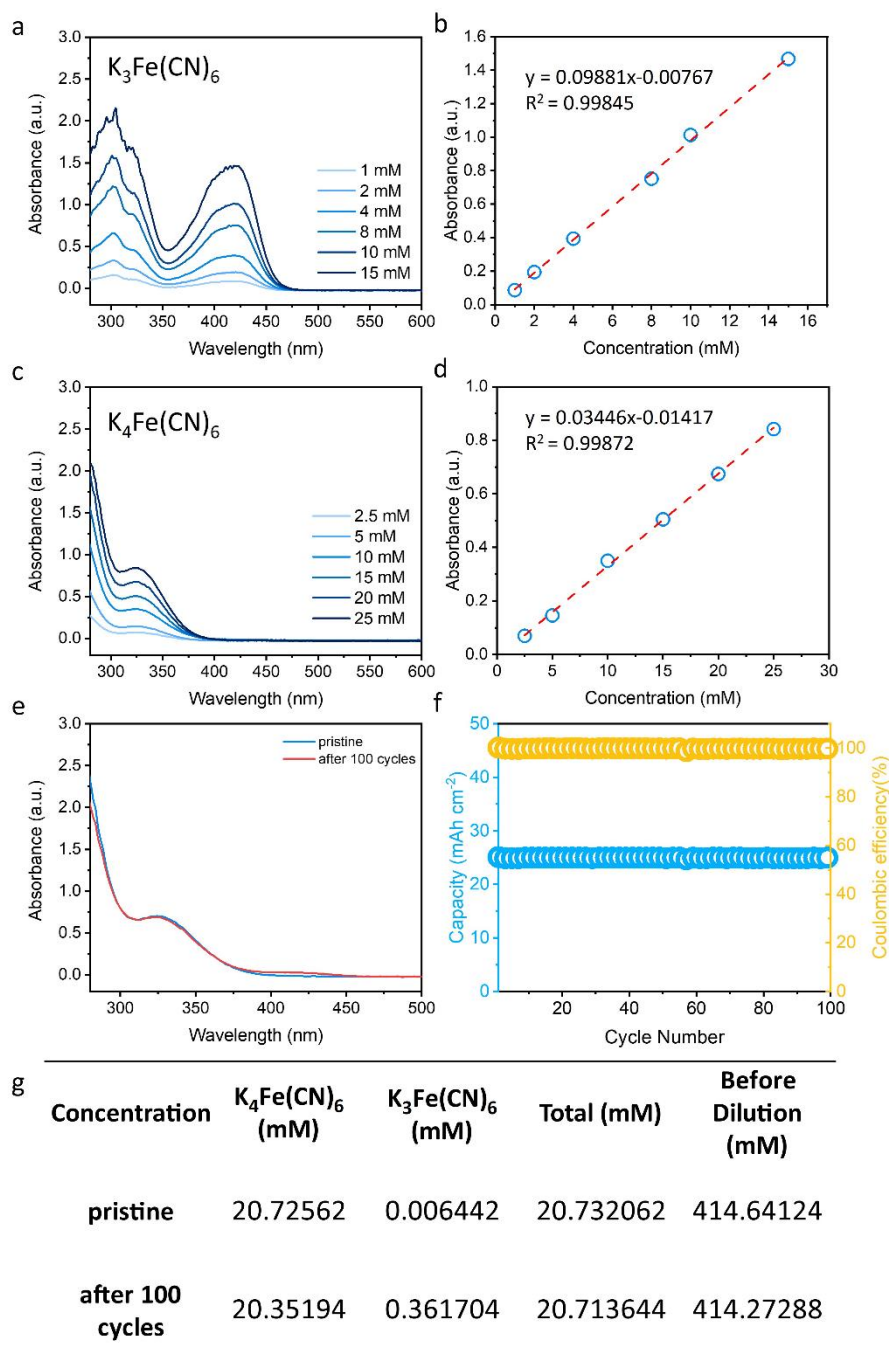 a
3.0
2.5
2.0
1.5
1.0
0.5
0.0
Absorbance (a.u.)
K3Fe(CN)6
1 mM
2 mM
4 mM
8 mM
10 mM
15 mM
300 350 400 450 500 550 600
Wavelength (nm)
b
1.6
1.4
1.2
1.0
0.8
0.6
0.4
0.2
0.0
Absorbance (a.u.)
y = 0.09881x-0.00767
R² = 0.99845
0 2 4 6 8 10 12 14 16
Concentration (mM)
c
3.0
2.5
2.0
1.5
1.0
0.5
0.0
Absorbance (a.u.)
K4Fe(CN)6
2.5 mM
5 mM
10 mM
15 mM
20 mM
25 mM
300 350 400 450 500 550 600
Wavelength (nm)
d
1.0
0.8
0.6
0.4
0.2
0.0
Absorbance (a.u.)
y = 0.03446x-0.01417
R² = 0.99872
0 5 10 15 20 25 30
Concentration (mM)
e
3.0
2.5
2.0
1.5
1.0
0.5
0.0
Absorbance (a.u.)
pristine
after 100 cycles
300 350 400 450 500
Wavelength (nm)
f
50
40
30
20
10
0
Capacity (mAh cm⁻²)
100
80
60
40
20
0
Coulombic efficiency(%)
20 40 60 80 100
Cycle Number
g
Concentration K4Fe(CN)6 (mM) K3Fe(CN)6 (mM) Total (mM) Before Dilution (mM)
pristine 20.72562 0.006442 20.732062 414.64124
after 100 cycles 20.35194 0.361704 20.713644 414.27288